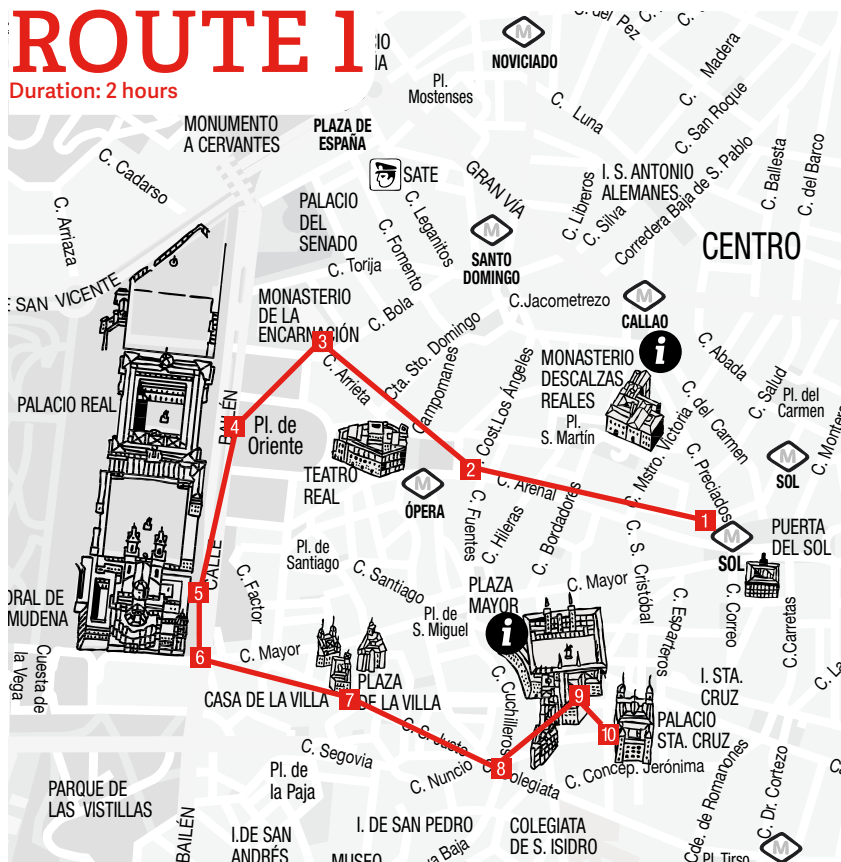 ROUTE 1
Duration: 2 hours
C. del Pez
C. Madera
M
NOVICIADO
Pl.
Mostenses
C. Luna
C. San Roque
MONUMENTO
A CERVANTES
PLAZA DE
ESPAÑA
C. Cadarso
SATE
GRAN VÍA
I. S. ANTONIO
ALEMANES
C. Libreros
C. Silva
Corredera Baja de S. Pablo
C. Ballesta
C. del Barco
C. Arriaza
PALACIO
DEL
SENADO
C. Leganitos
C. Fomento
C. Torija
M
SANTO
DOMINGO
CENTRO
E SAN VICENTE
MONASTERIO
DE LA
ENCARNACIÓN
C. Bola
C.Jacometrezo
M
CALLAO
i
3
C. Arrieta
Cta. Sto. Domingo
Campomanes
Cost.Los Ángeles
MONASTERIO
DESCALZAS
REALES
Pl.
S. Martín
C. Abada
C. Salud
Pl. del
Carmen
C. del Carmen
C. Montera
PALACIO REAL
BAILÉN
4
Pl. de
Oriente
TEATRO
REAL
M
ÓPERA
2
C. Arenal
C. Mstro. Victoria
C. Preciados
M
SOL
1
M
SOL
PUERTA
DEL SOL
C. Fuentes
C. Hileras
C. Bordadores
C. S. Cristóbal
Pl. de
Santiago
C. Santiago
CALLE
5
C. Factor
PLAZA
MAYOR
C. Mayor
Pl. de
S. Miguel
i
C. Esparteros
C. Correo
C.Carretas
ORAL DE
MUDENA
6
C. Mayor
Cuesta de
la Vega
CASA DE LA VILLA
7
PLAZA
DE LA VILLA
C. Cuchilleros
9
10
PALACIO
STA. CRUZ
I. STA.
CRUZ
C. S. Justo
C. Segovia
Pl. de
la Paja
C. Nuncio
8
C. Colegiata
C. Concep. Jerónima
Cde. de Romanones
C. Dr. Cortezo
PARQUE DE
LAS VISTILLAS
BAILÉN
I.DE SAN
ANDRÉS
I. DE SAN PEDRO
MUSEO
Baja
COLEGIATA
DE S. ISIDRO
Pl. Tirso
M